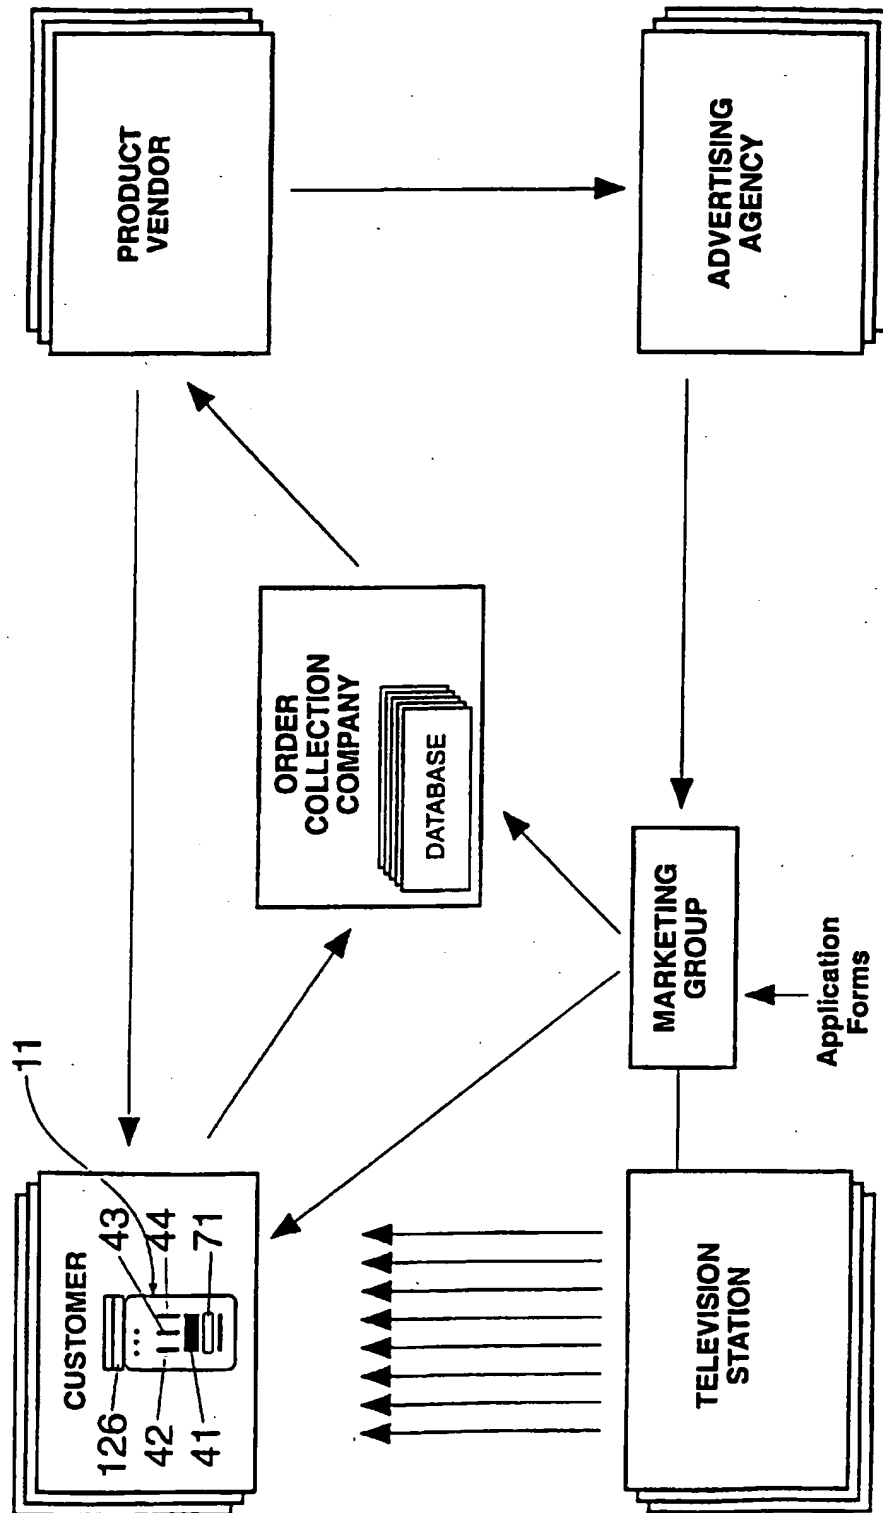 CUSTOMER
126
42
41
43
44
71
11
PRODUCT
VENDOR
ORDER
COLLECTION
COMPANY
DATABASE
TELEVISION
STATION
MARKETING
GROUP
Application
Forms
ADVERTISING
AGENCY